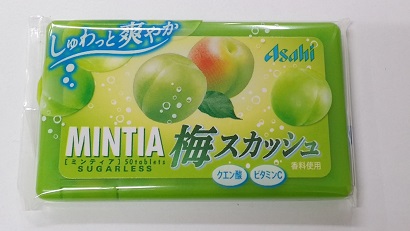 しゅわっと爽やか
Asahi
MINTIA 梅スカッシュ
[ミンティア] 50tablets
SUGARLESS
香料使用
クエン酸 ビタミンC